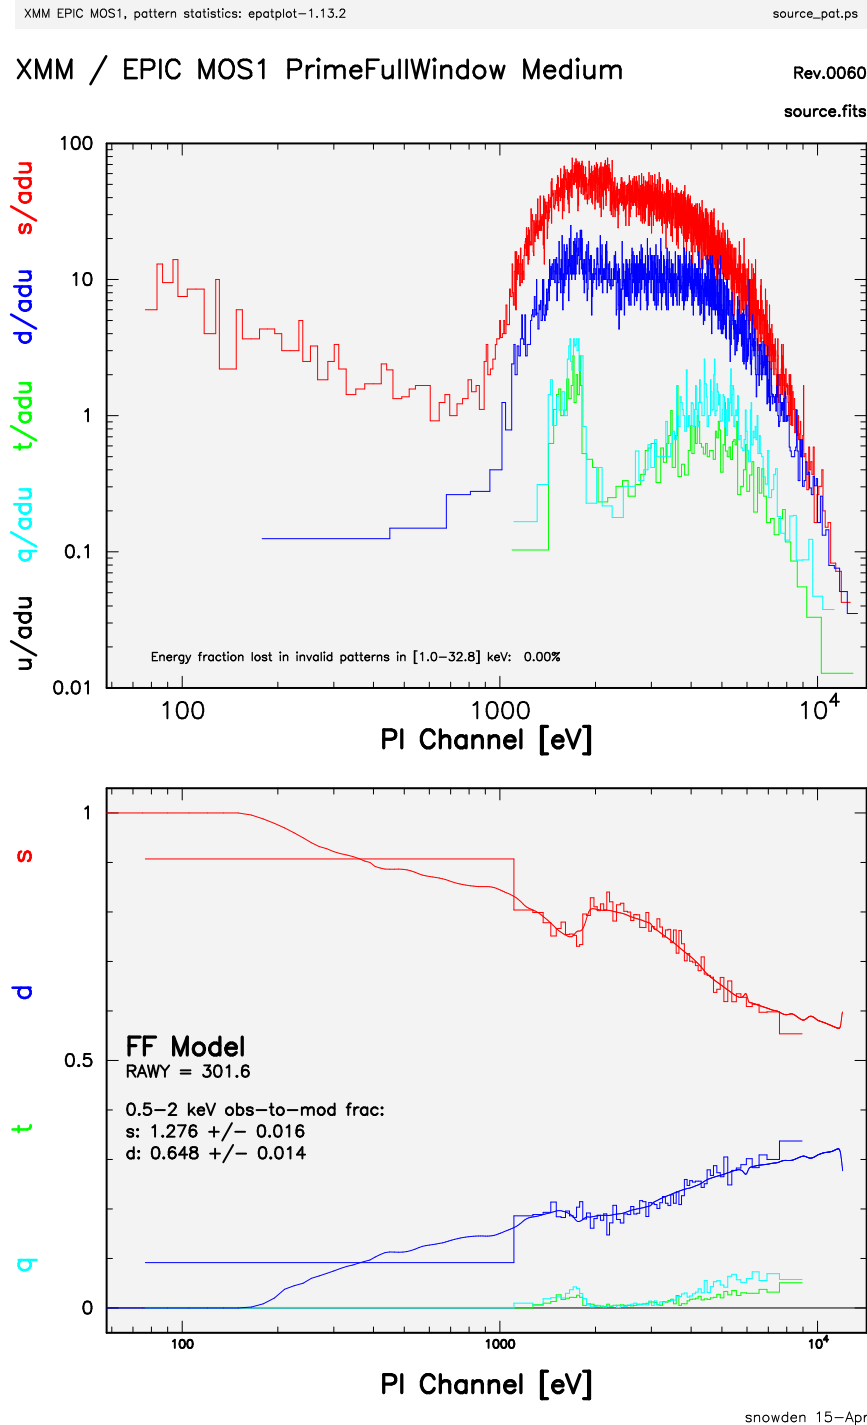 XMM EPIC MOS1, pattern statistics: epatplot-1.13.2
source_pat.ps
XMM / EPIC MOS1 PrimeFullWindow Medium
Rev.0060
source.fits
u/adu q/adu t/adu d/adu s/adu
100
10
1
0.1
0.01
Energy fraction lost in invalid patterns in [1.0-32.8] keV: 0.00%
100 1000 10^4
PI Channel [eV]
q t d s
1
0.5
0
FF Model
RAWY = 301.6
0.5-2 keV obs-to-mod frac:
s: 1.276 +/- 0.016
d: 0.648 +/- 0.014
100 1000 10^4
PI Channel [eV]
snowden 15-Apr